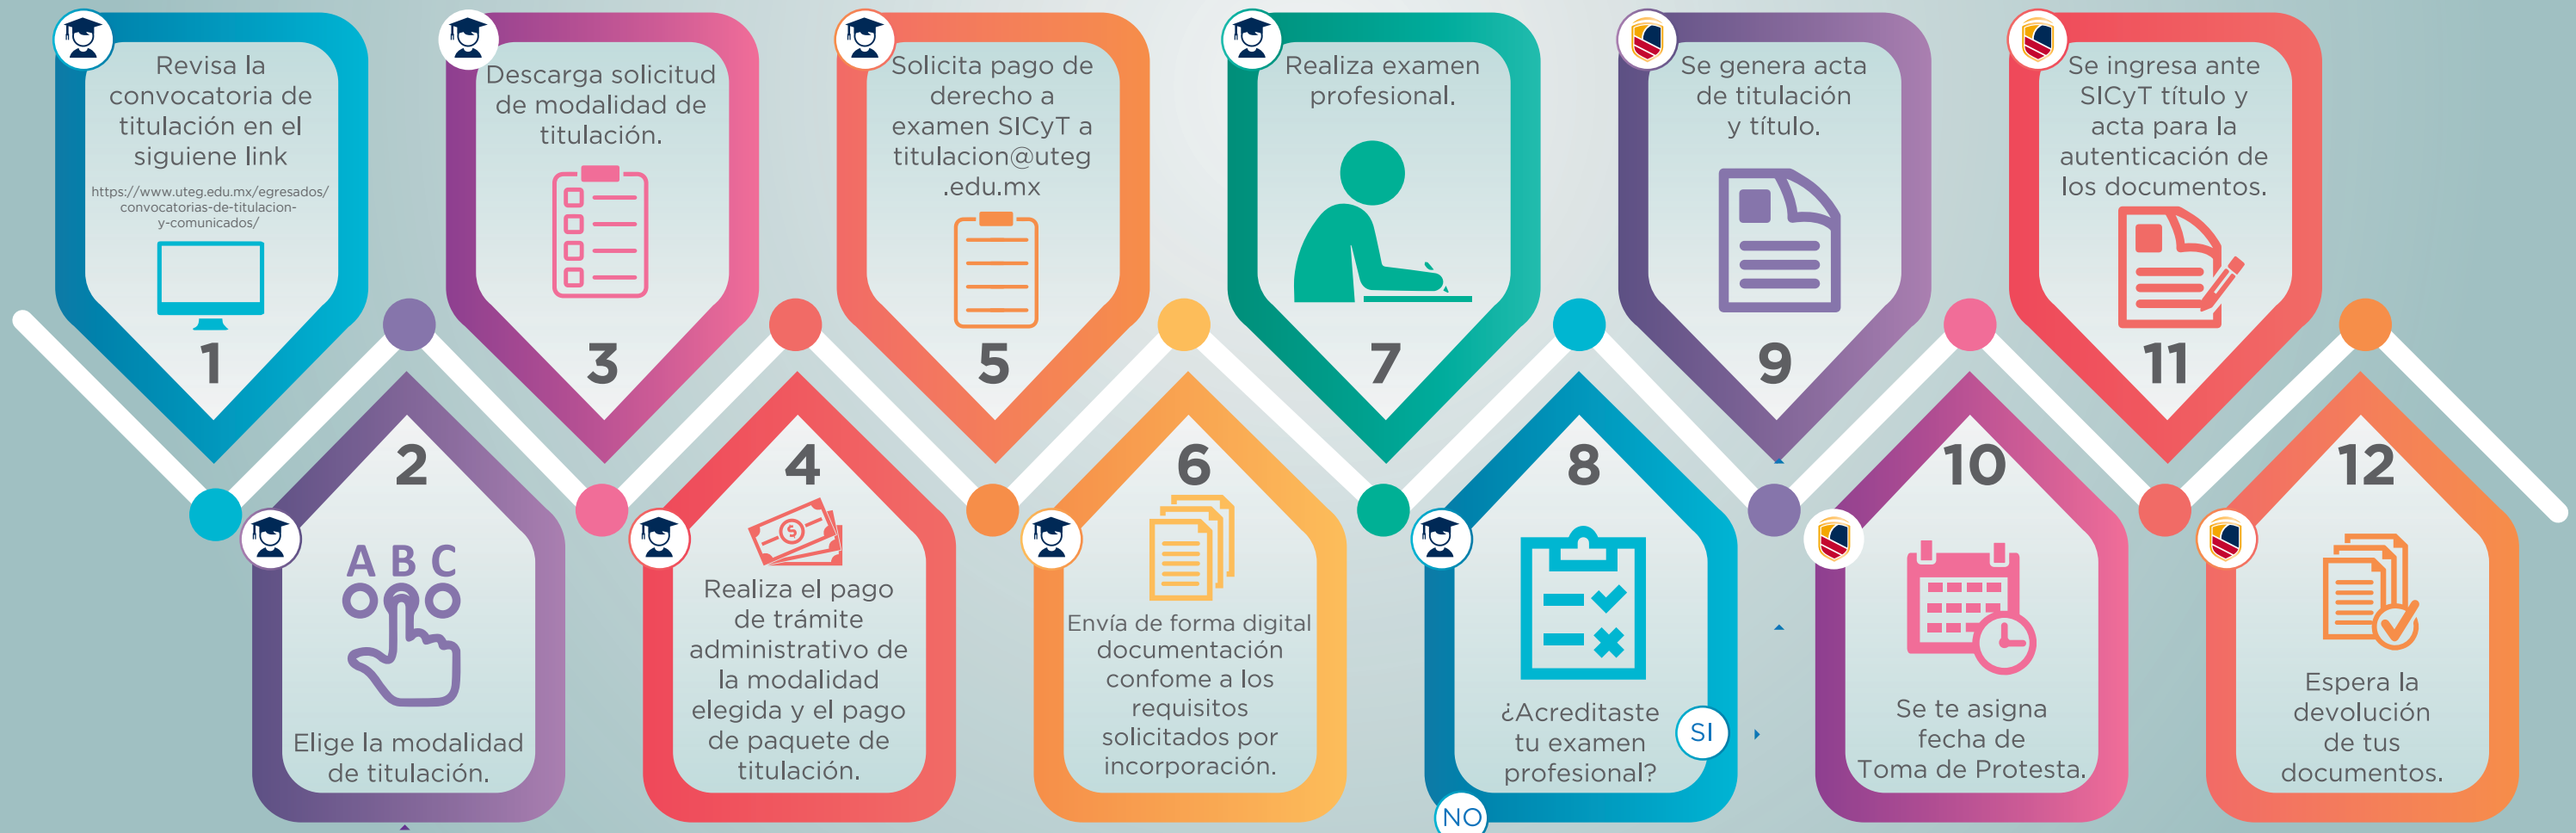 Revisa la
convocatoria de
titulación en el
siguiene link
https://www.uteg.edu.mx/egresados/
convocatorias-de-titulacion-
y-comunicados/
1
2
A B C
Elige la modalidad
de titulación.
Descarga solicitud
de modalidad de
titulación.
3
4
$
Realiza el pago
de trámite
administrativo de
la modalidad
elegida y el pago
de paquete de
titulación.
Solicita pago de
derecho a
examen SICyT a
titulacion@uteg
.edu.mx
5
6
Envía de forma digital
documentación
confome a los
requisitos
solicitados por
incorporación.
Realiza examen
profesional.
7
8
¿Acreditaste
tu examen
profesional?
SI
NO
Se genera acta
de titulación
y título.
9
10
Se te asigna
fecha de
Toma de Protesta.
Se ingresa ante
SICyT título y
acta para la
autenticación de
los documentos.
11
12
Espera la
devolución
de tus
documentos.